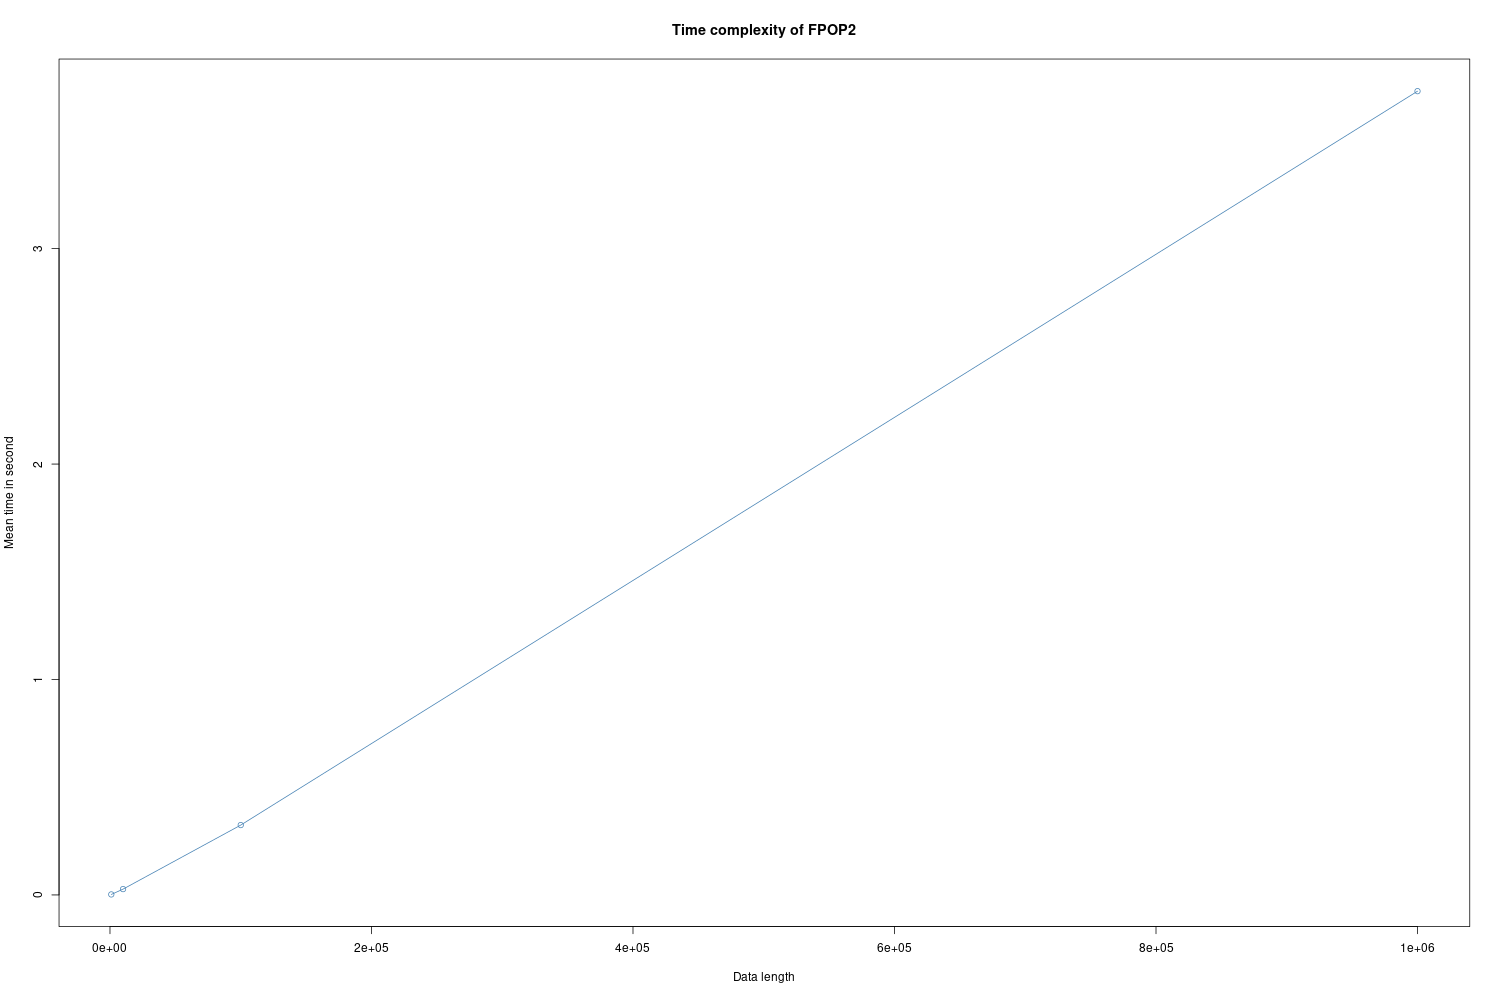 Time complexity of FPOP2
Mean time in second
3
2
1
0
0e+00 2e+05 4e+05 6e+05 8e+05 1e+06
Data length